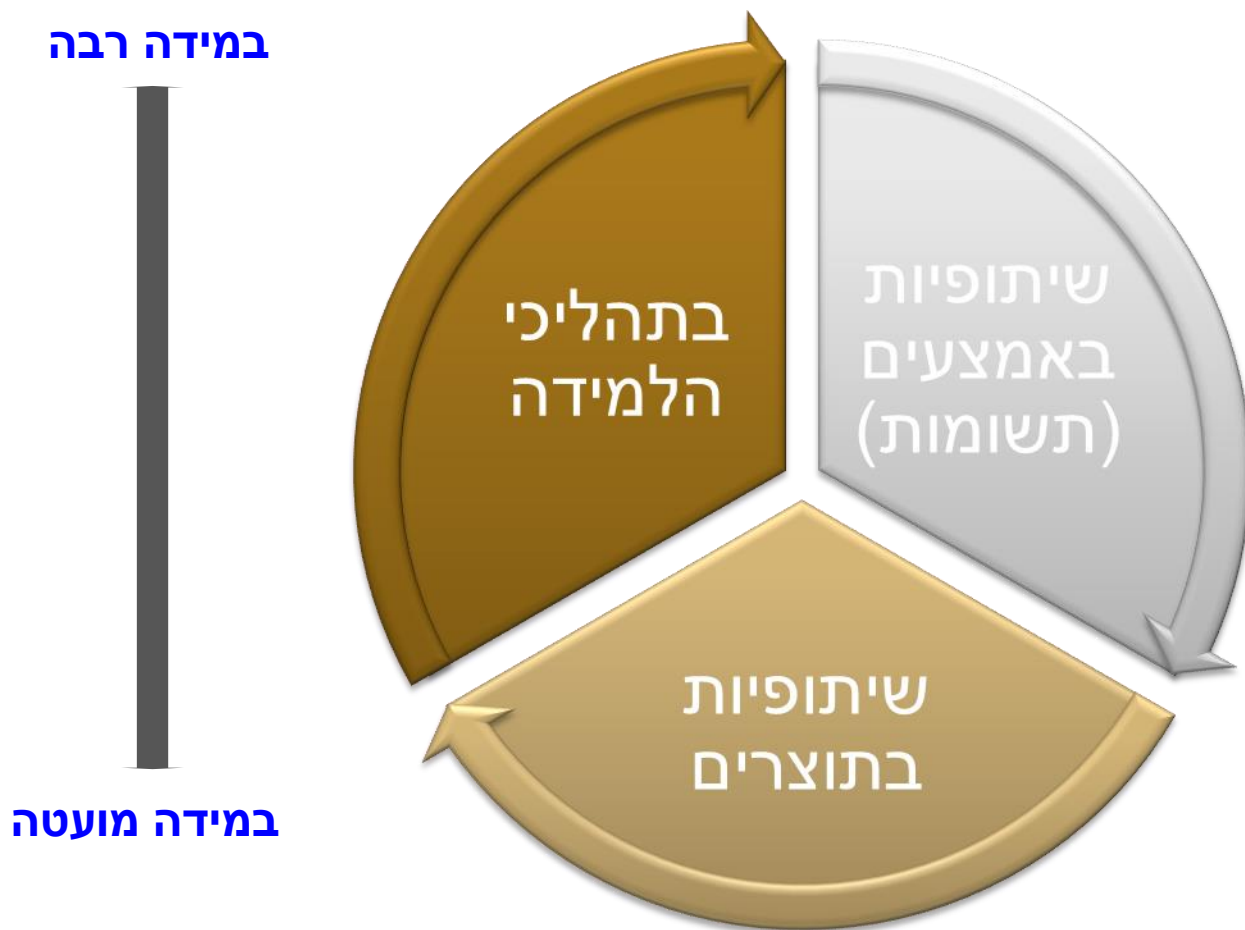 במידה רבה
שיתופיות
באמצעים
(תשומות)
בתהליכי
הלמידה
שיתופיות
בתוצרים
במידה מועטה